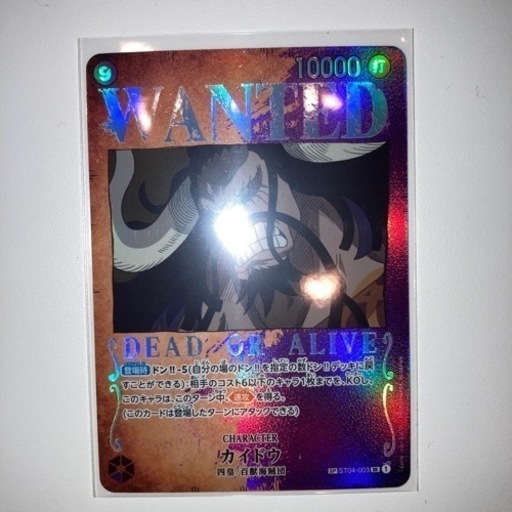 9 10000 打
WANTED
DEAD OR ALIVE
登場時 ドン!!-5(自分の場のドン!!を指定の数ドン!!デッキに戻
すことができる):相手のコスト6以下のキャラ1枚までを、KOし、
このキャラは、このターン中、速攻 を得る。
(このカードは登場したターンにアタックできる)
CHARACTER
カイドウ
四皇/百獣海賊団
SP ST04-003 1